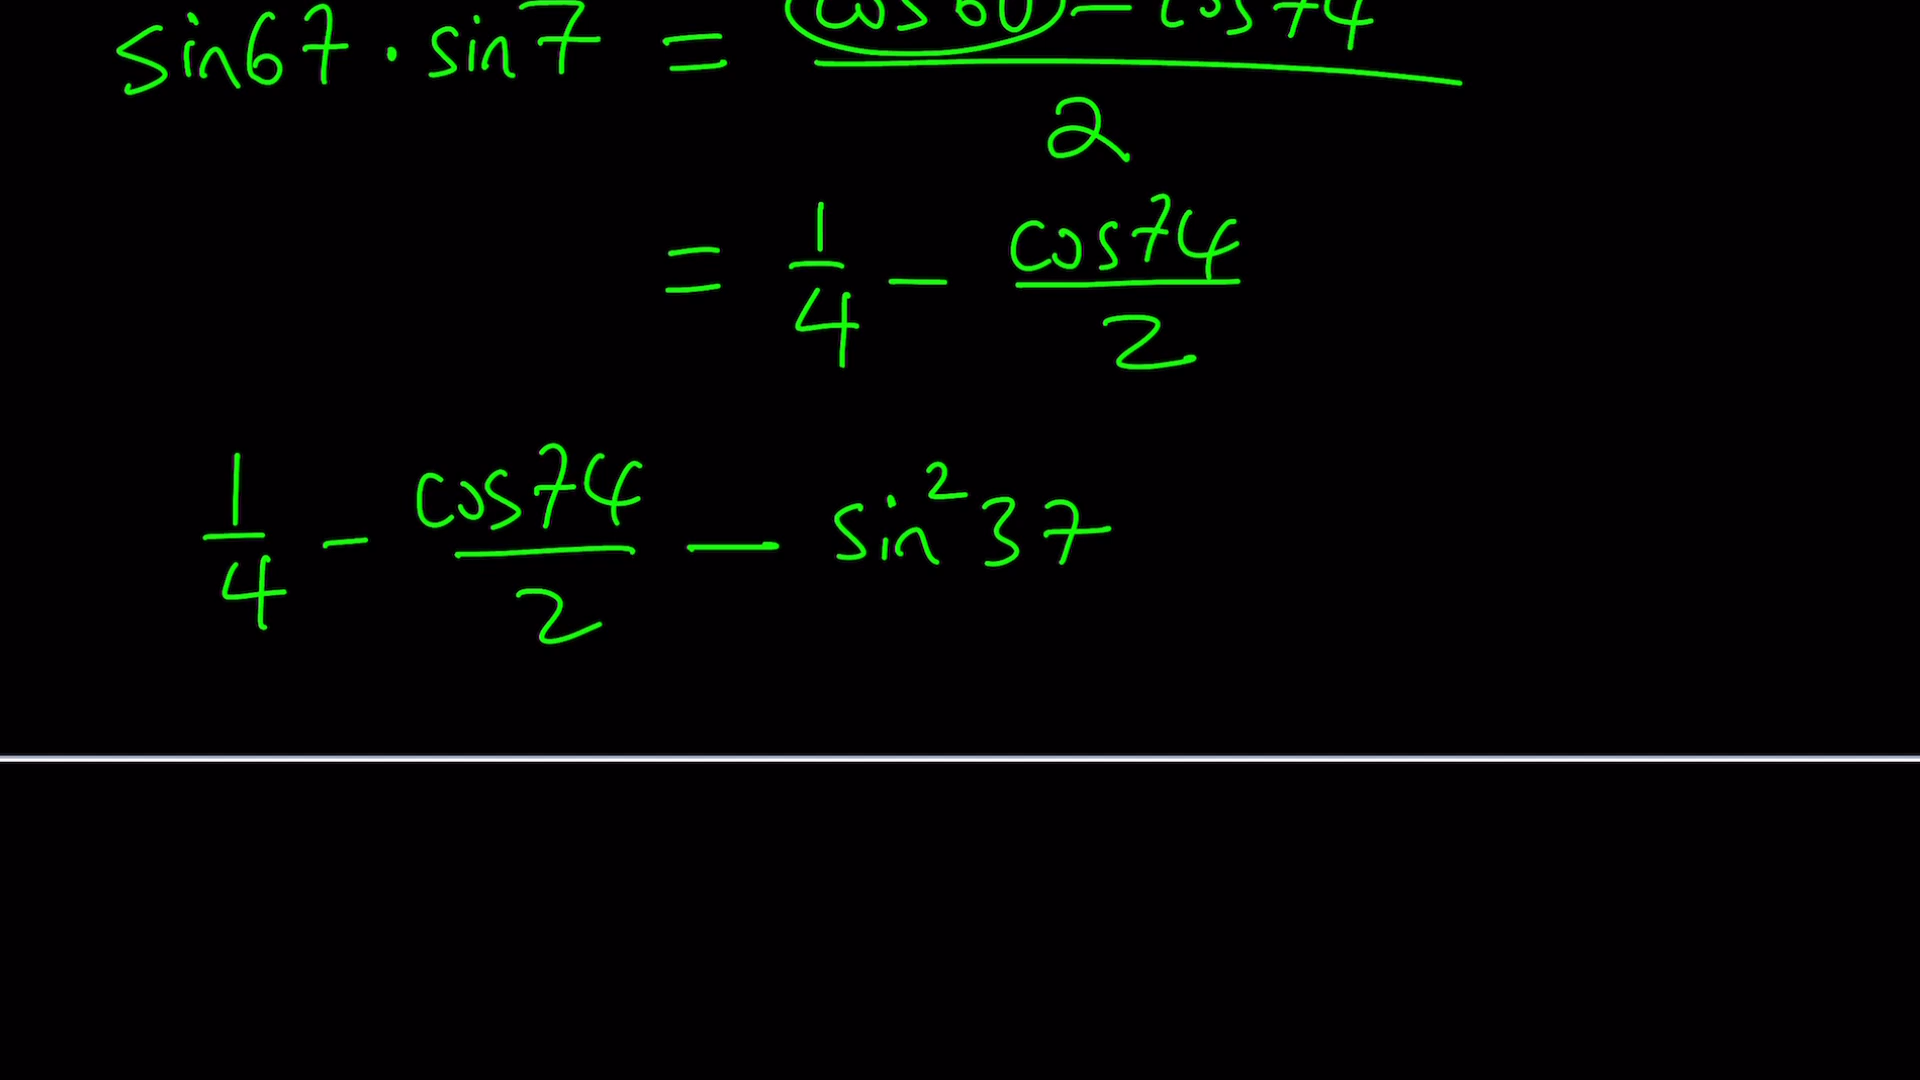 sin67 · sin7 = (cos60 - cos74)/2
= 1/4 - cos74/2
1/4 - cos74/2 - sin²37